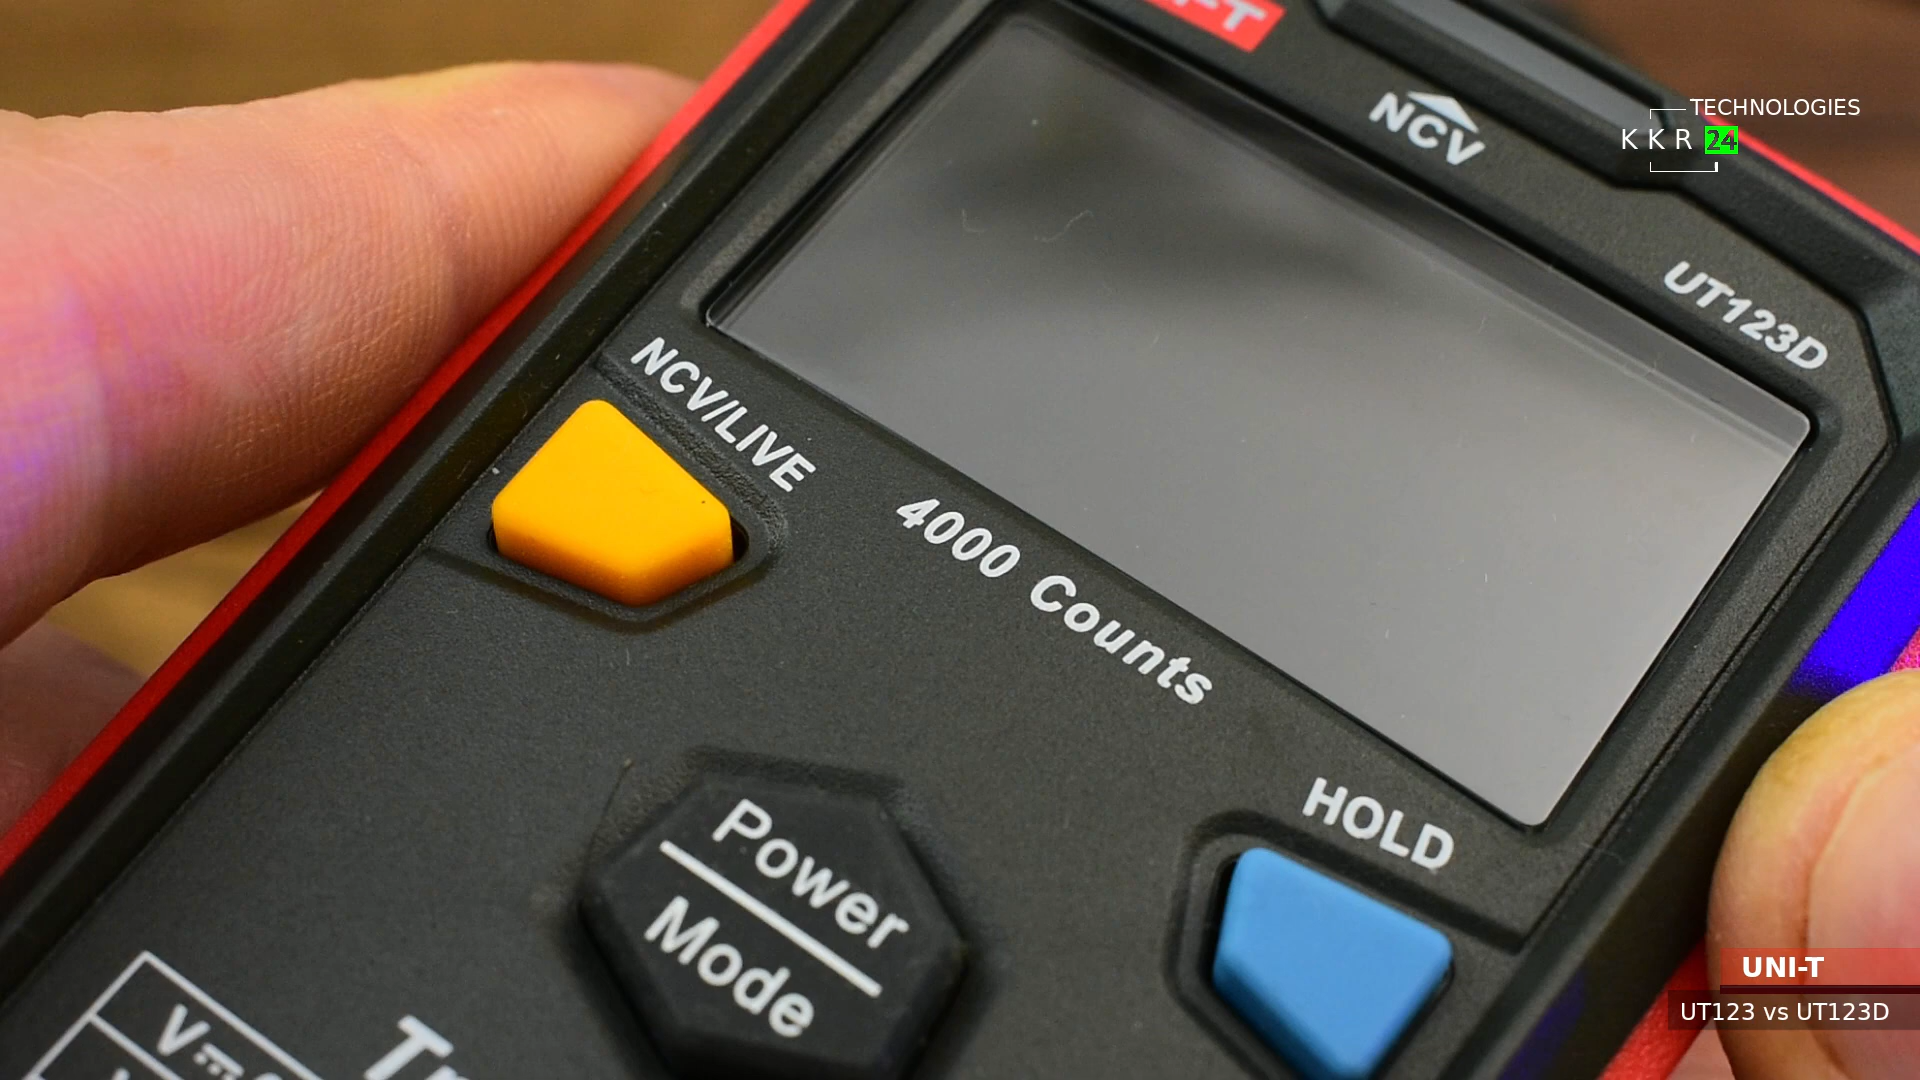 TECHNOLOGIES
KKR 24
NCV
UT123D
NCV/LIVE
4000 Counts
HOLD
Power
Mode
V
UNI-T
UT123 vs UT123D